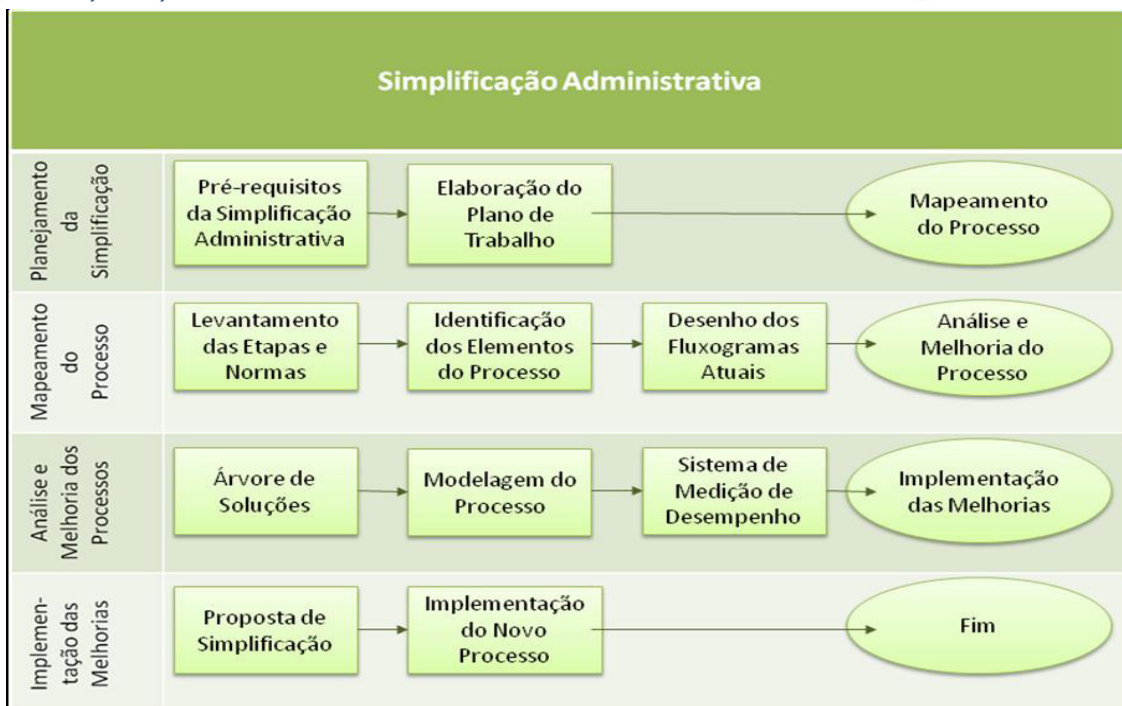 Simplificação Administrativa
Planejamento
da
Simplificação
Pré-requisitos
da Simplificação
Administrativa
Elaboração do
Plano de
Trabalho
Mapeamento
do Processo
Mapeamento
do
Processo
Levantamento
das Etapas e
Normas
Identificação
dos Elementos
do Processo
Desenho dos
Fluxogramas
Atuais
Análise e
Melhoria do
Processo
Análise e
Melhoria dos
Processos
Árvore de
Soluções
Modelagem do
Processo
Sistema de
Medição de
Desempenho
Implementação
das Melhorias
Implemen-
tação das
Melhorias
Proposta de
Simplificação
Implementação
do Novo
Processo
Fim